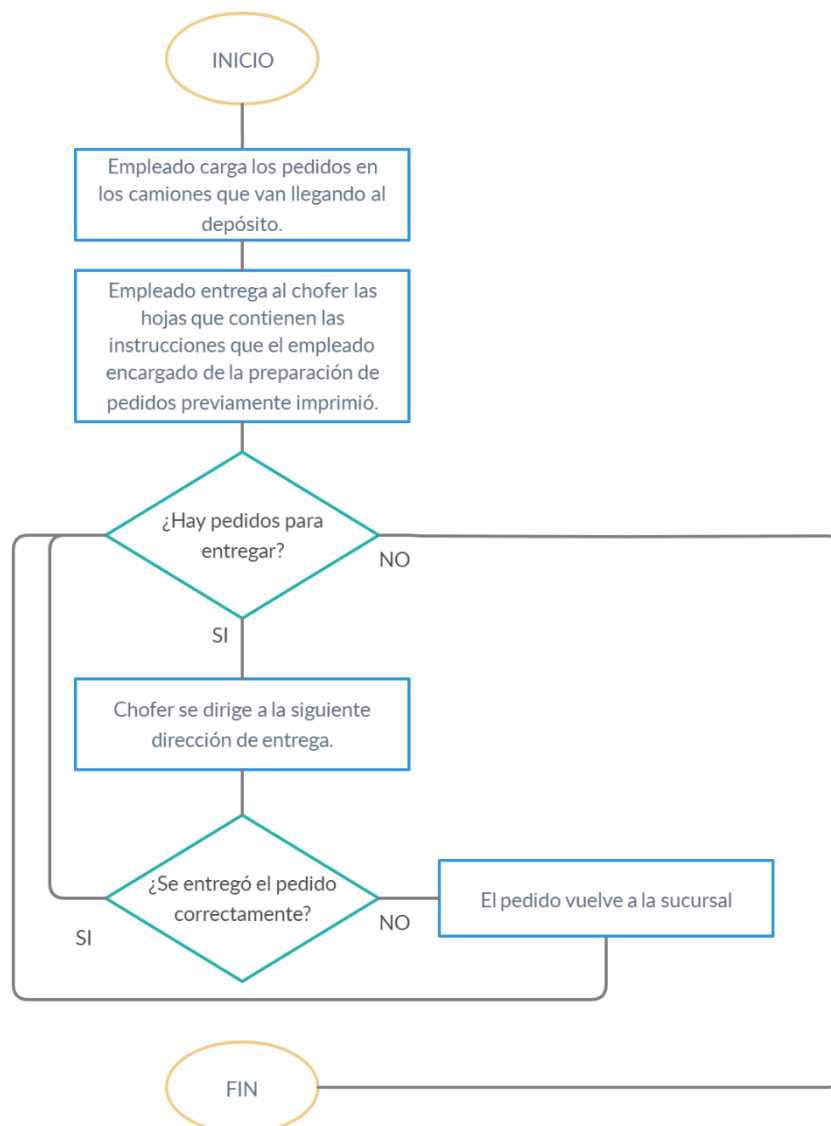 INICIO
Empleado carga los pedidos en
los camiones que van llegando al
depósito.
Empleado entrega al chofer las
hojas que contienen las
instrucciones que el empleado
encargado de la preparación de
pedidos previamente imprimió.
¿Hay pedidos para
entregar?
NO
SI
Chofer se dirige a la siguiente
dirección de entrega.
¿Se entregó el pedido
correctamente?
SI
NO
El pedido vuelve a la sucursal
FIN